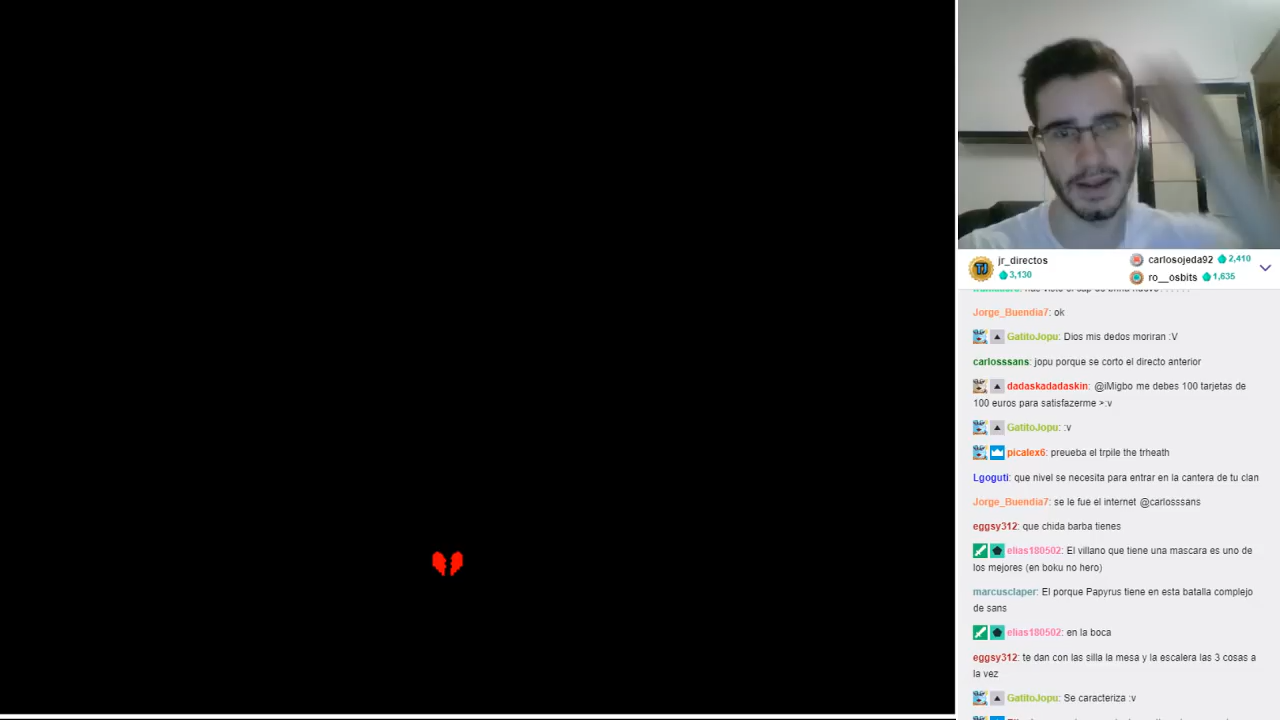 jr_directos
3,130
carlosojeda92 2,410
ro__osbits 1,635
Jorge_Buendia7: ok
GatitoJopu: Dios mis dedos moriran :V
carlosssans: jopu porque se corto el directo anterior
dadaskadadaskin: @iMigbo me debes 100 tarjetas de
100 euros para satisfazerme >:v
GatitoJopu: :v
picalex6: preueba el trpile the trheath
Lgoguti: que nivel se necesita para entrar en la cantera de tu clan
Jorge_Buendia7: se le fue el internet @carlosssans
eggsy312: que chida barba tienes
elias180502: El villano que tiene una mascara es uno de
los mejores (en boku no hero)
marcusclaper: El porque Papyrus tiene en esta batalla complejo
de sans
elias180502: en la boca
eggsy312: te dan con las silla la mesa y la escalera las 3 cosas a
la vez
GatitoJopu: Se caracteriza :v